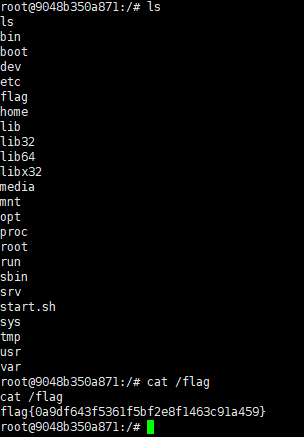 root@9048b350a871:/# ls
ls
bin
boot
dev
etc
flag
home
lib
lib32
lib64
libx32
media
mnt
opt
proc
root
run
sbin
srv
start.sh
sys
tmp
usr
var
root@9048b350a871:/# cat /flag
cat /flag
flag{0a9df643f5361f5bf2e8f1463c91a459}
root@9048b350a871:/#